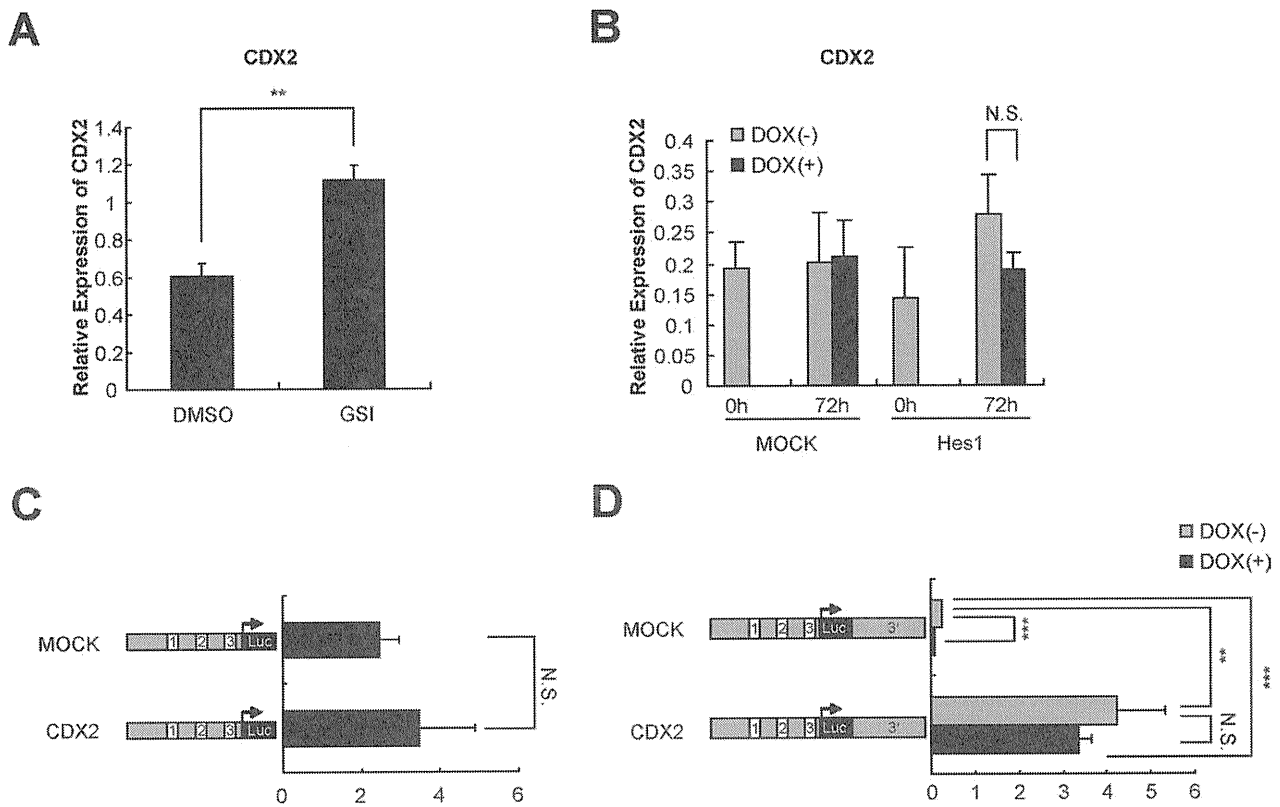 A
CDX2
**
Relative Expression of CDX2
1.4
1.2
1
0.8
0.6
0.4
0.2
0
DMSO
GSI
B
CDX2
N.S.
DOX(-)
DOX(+)
Relative Expression of CDX2
0.4
0.35
0.3
0.25
0.2
0.15
0.1
0.05
0
0h
72h
0h
72h
MOCK
Hes1
C
MOCK
1 2 3 Luc
CDX2
1 2 3 Luc
N.S.
0 2 4 6
D
DOX(-)
DOX(+)
MOCK
1 2 3 Luc 3'
CDX2
1 2 3 Luc 3'
***
**
***
N.S.
0 1 2 3 4 5 6